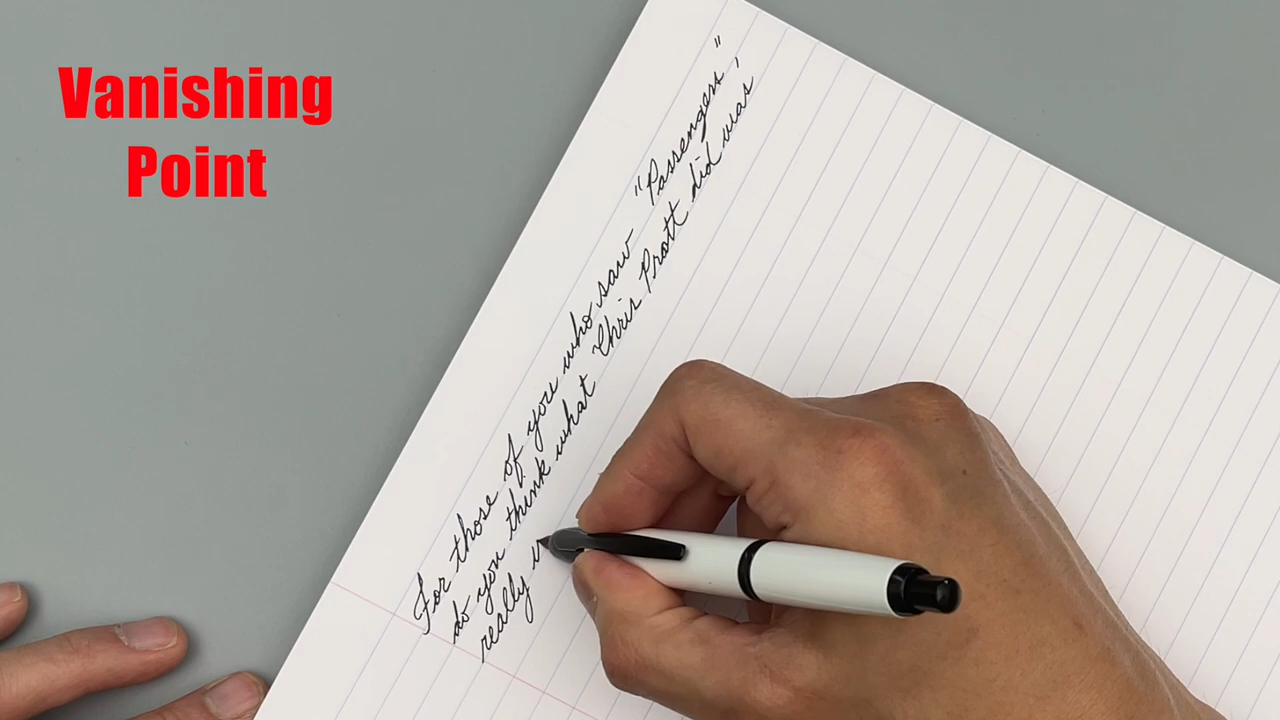 Vanishing
Point
For those of you who saw "Passengers",
do you think what Chris Pratt did was
really